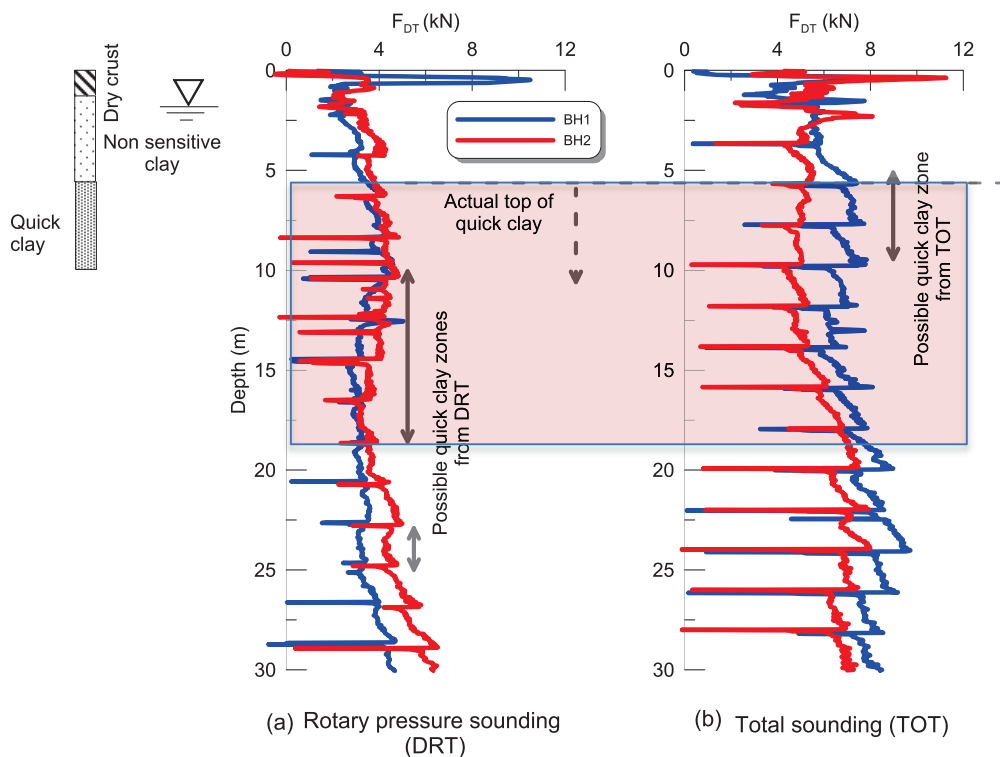 F_DT (kN)
0 4 8 12
F_DT (kN)
0 4 8 12
Dry crust
Non sensitive
clay
Quick
clay
BH1
BH2
Actual top of
quick clay
Possible quick clay zones
from DRT
Possible quick clay zone
from TOT
Depth (m)
0
5
10
15
20
25
30
0
5
10
15
20
25
30
(a) Rotary pressure sounding
(DRT)
(b) Total sounding (TOT)